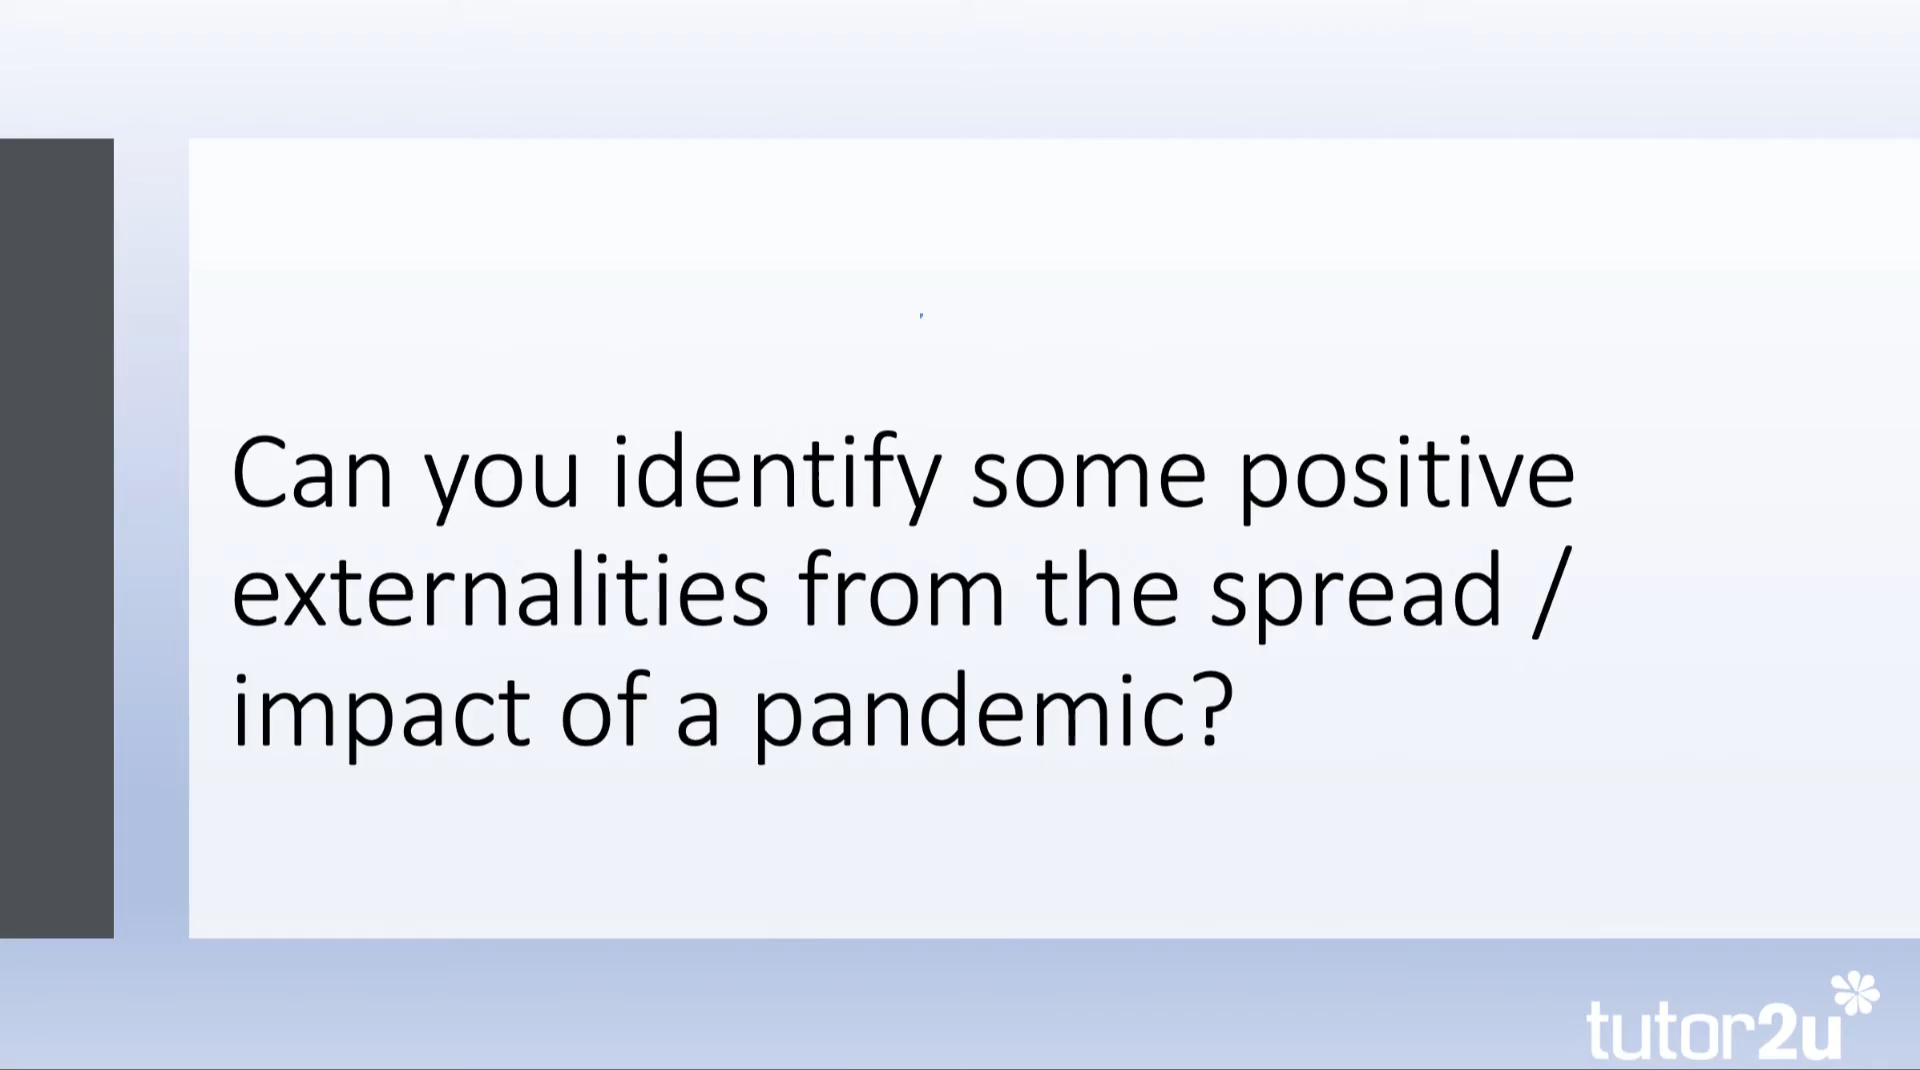 Can you identify some positive
externalities from the spread /
impact of a pandemic?
tutor2u